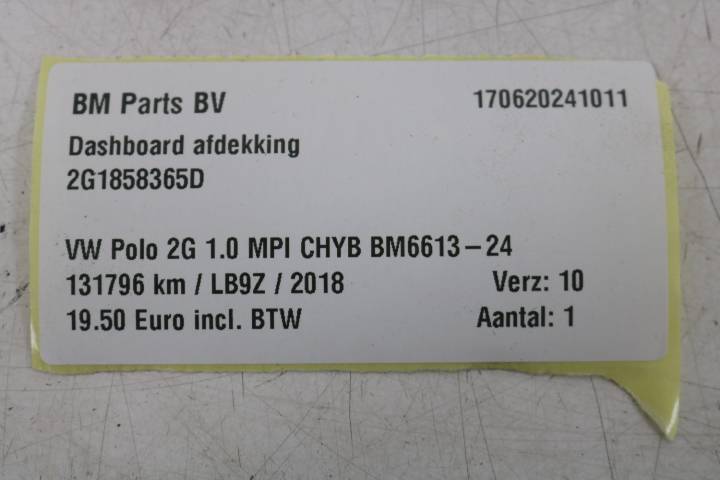 BM Parts BV 170620241011
Dashboard afdekking
2G1858365D
VW Polo 2G 1.0 MPI CHYB BM6613-24
131796 km / LB9Z / 2018 Verz: 10
19.50 Euro incl. BTW Aantal: 1